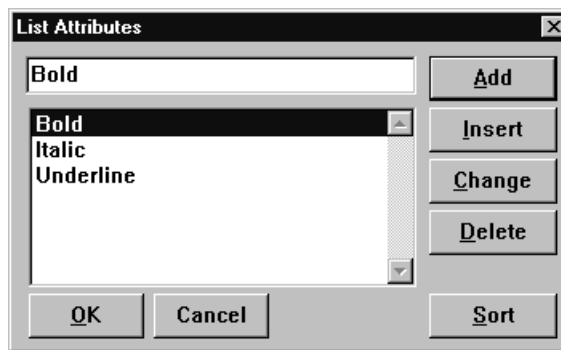 List Attributes
Bold
Add
Bold
Italic
Underline
Insert
Change
Delete
OK
Cancel
Sort